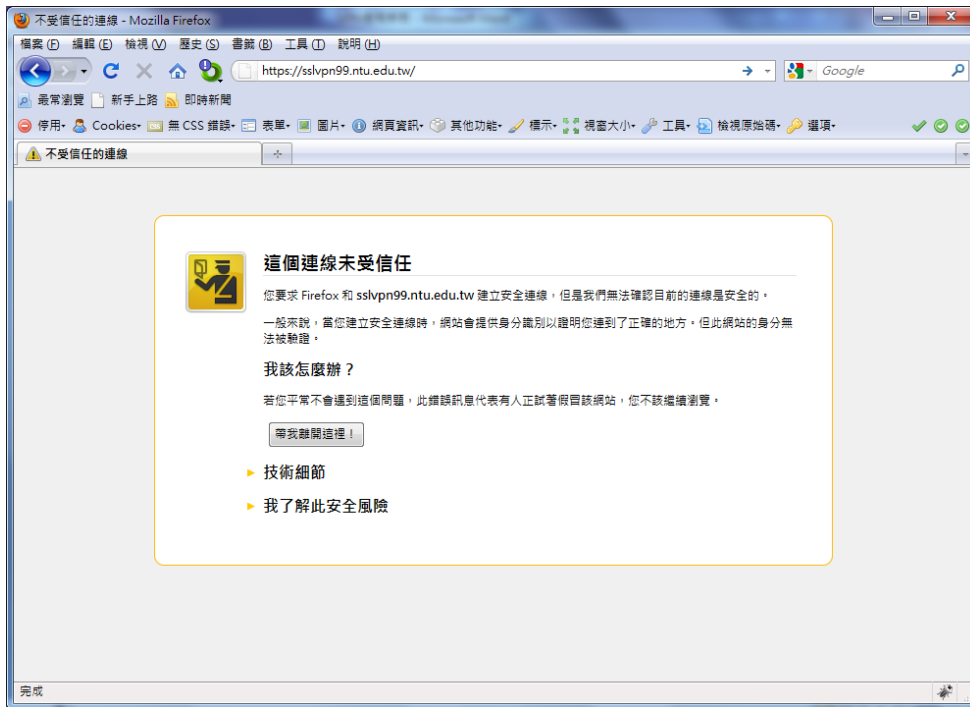 不受信任的連線 - Mozilla Firefox
檔案(F) 編輯(E) 檢視(V) 歷史(S) 書籤(B) 工具(T) 說明(H)
https://sslvpn99.ntu.edu.tw/ Google
最常瀏覽 新手上路 即時新聞
停用 Cookies 無 CSS 錯誤 表單 圖片 網頁資訊 其他功能 標示 視窗大小 工具 檢視原始碼 選項
不受信任的連線
這個連線未受信任
您要求 Firefox 和 sslvpn99.ntu.edu.tw 建立安全連線，但是我們無法確認目前的連線是安全的。
一般來說，當您建立安全連線時，網站會提供身分識別以證明您連到了正確的地方。但此網站的身分無
法被驗證。
我該怎麼辦？
若您平常不會遇到這個問題，此錯誤訊息代表有人正試著假冒該網站，您不該繼續瀏覽。
帶我離開這裡！
技術細節
我了解此安全風險
完成